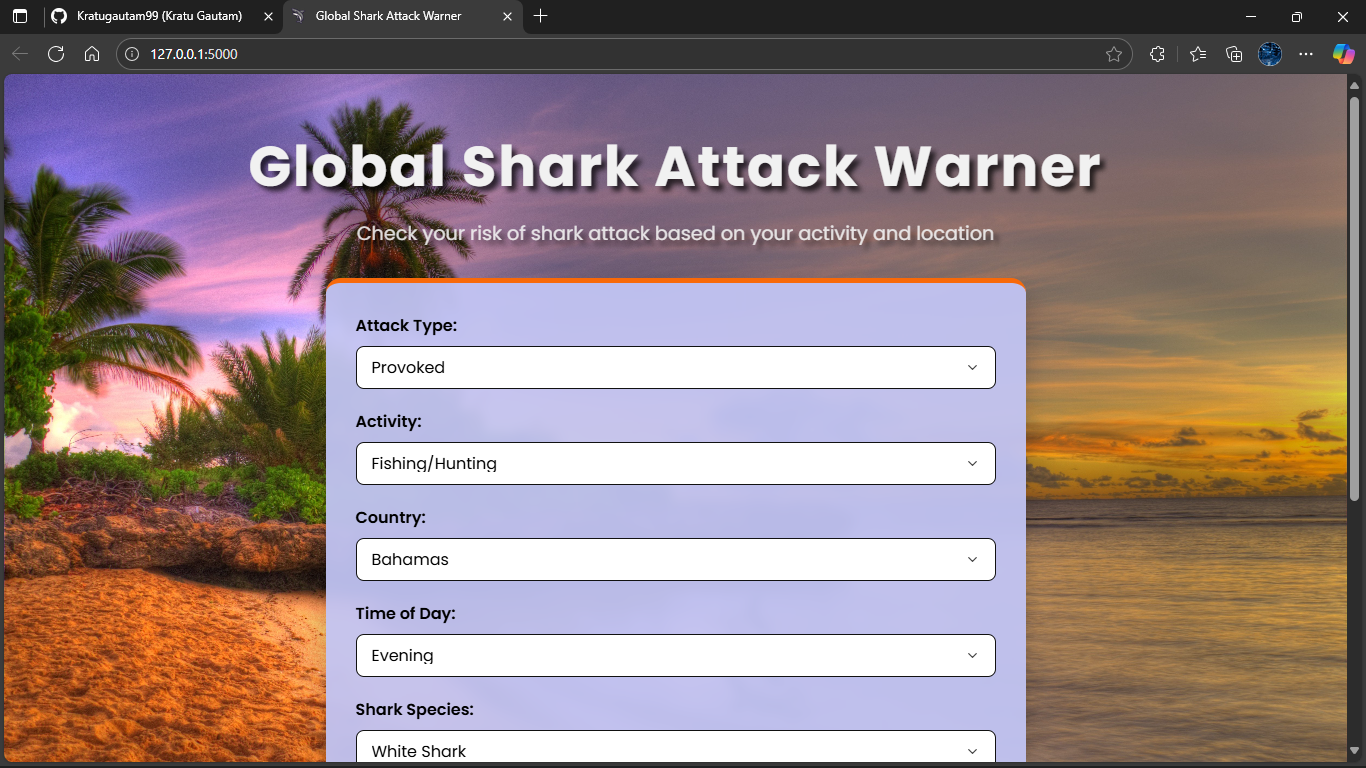 Kratugautam99 (Kratu Gautam)
Global Shark Attack Warner
127.0.0.1:5000
Global Shark Attack Warner
Check your risk of shark attack based on your activity and location
Attack Type:
Provoked
Activity:
Fishing/Hunting
Country:
Bahamas
Time of Day:
Evening
Shark Species:
White Shark